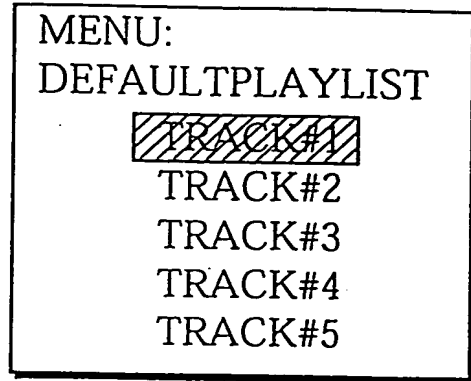 MENU:
DEFAULTPLAYLIST
TRACK#1
TRACK#2
TRACK#3
TRACK#4
TRACK#5